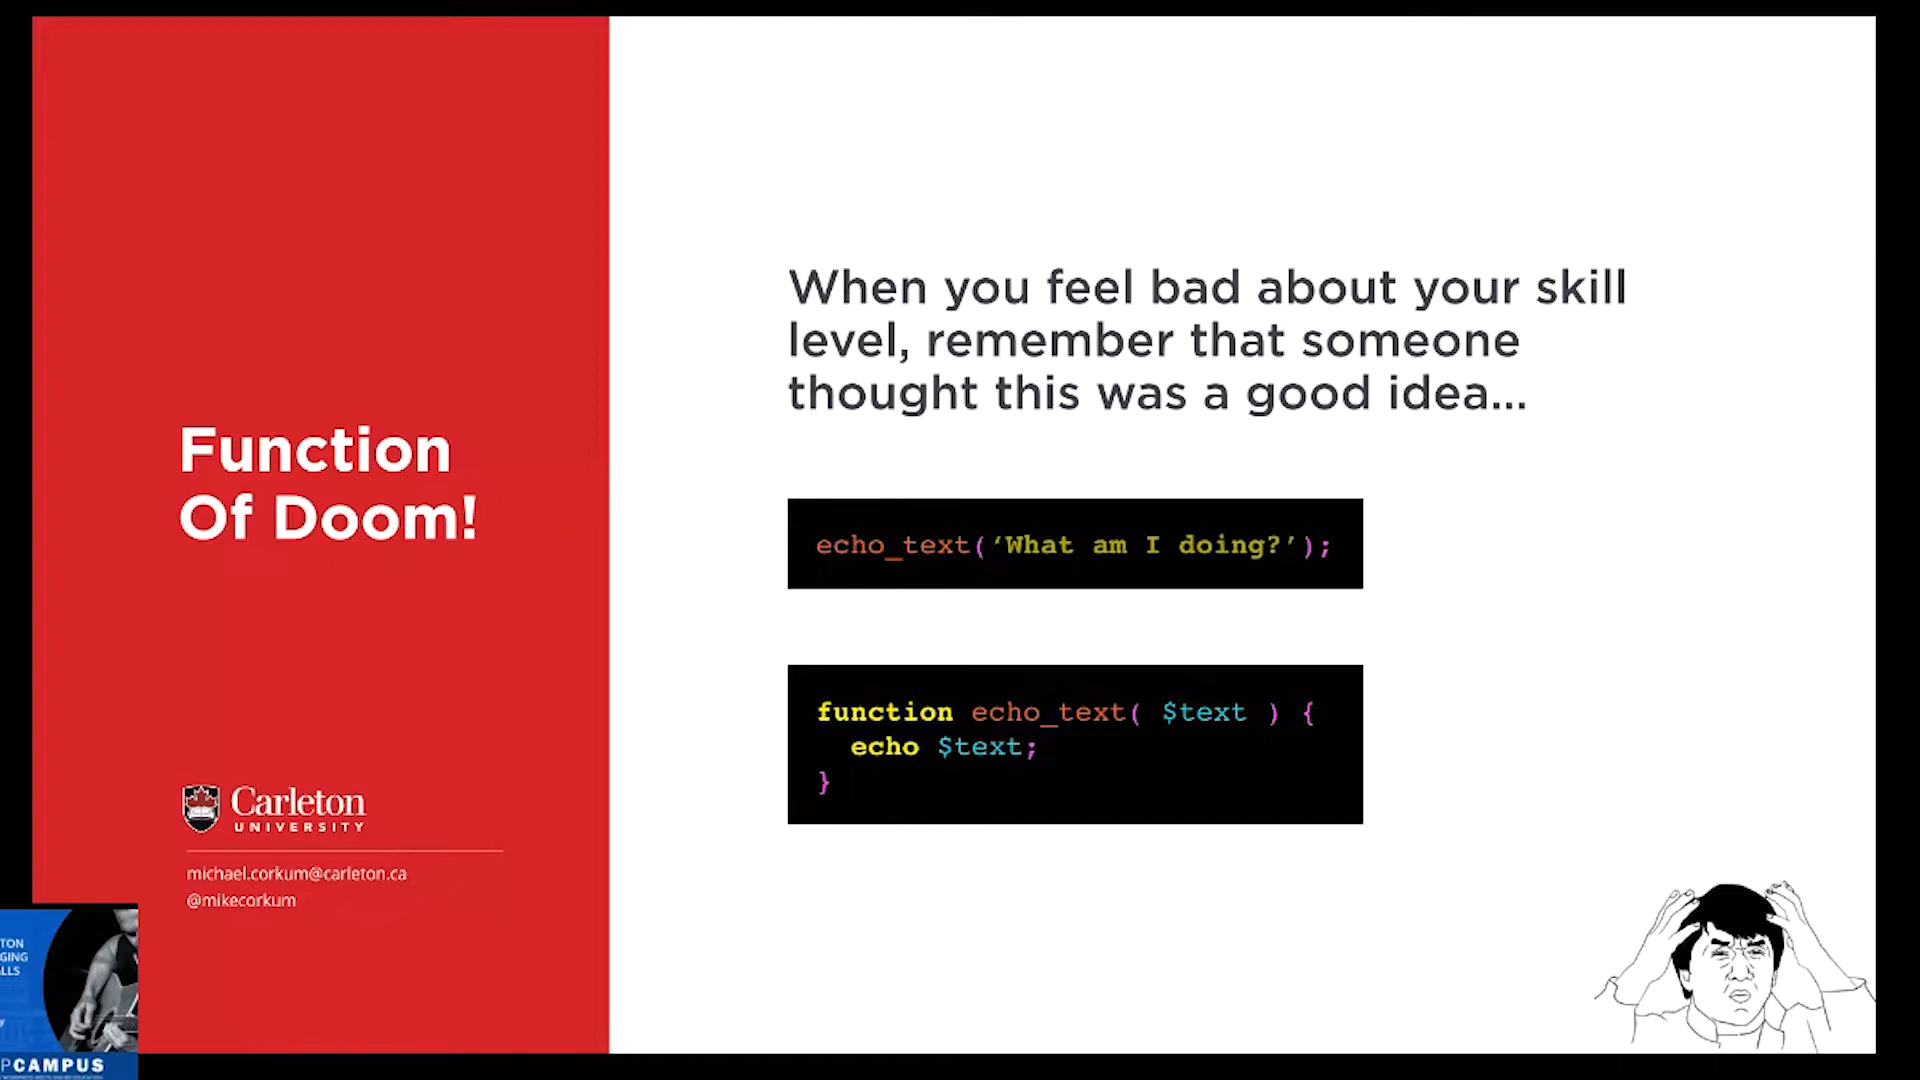 Function
Of Doom!
Carleton
UNIVERSITY
michael.corkum@carleton.ca
@mikecorkum
When you feel bad about your skill
level, remember that someone
thought this was a good idea...
echo_text(‘What am I doing?’);
function echo_text( $text ) {
echo $text;
}
TON
GING
LLS
PCAMPUS